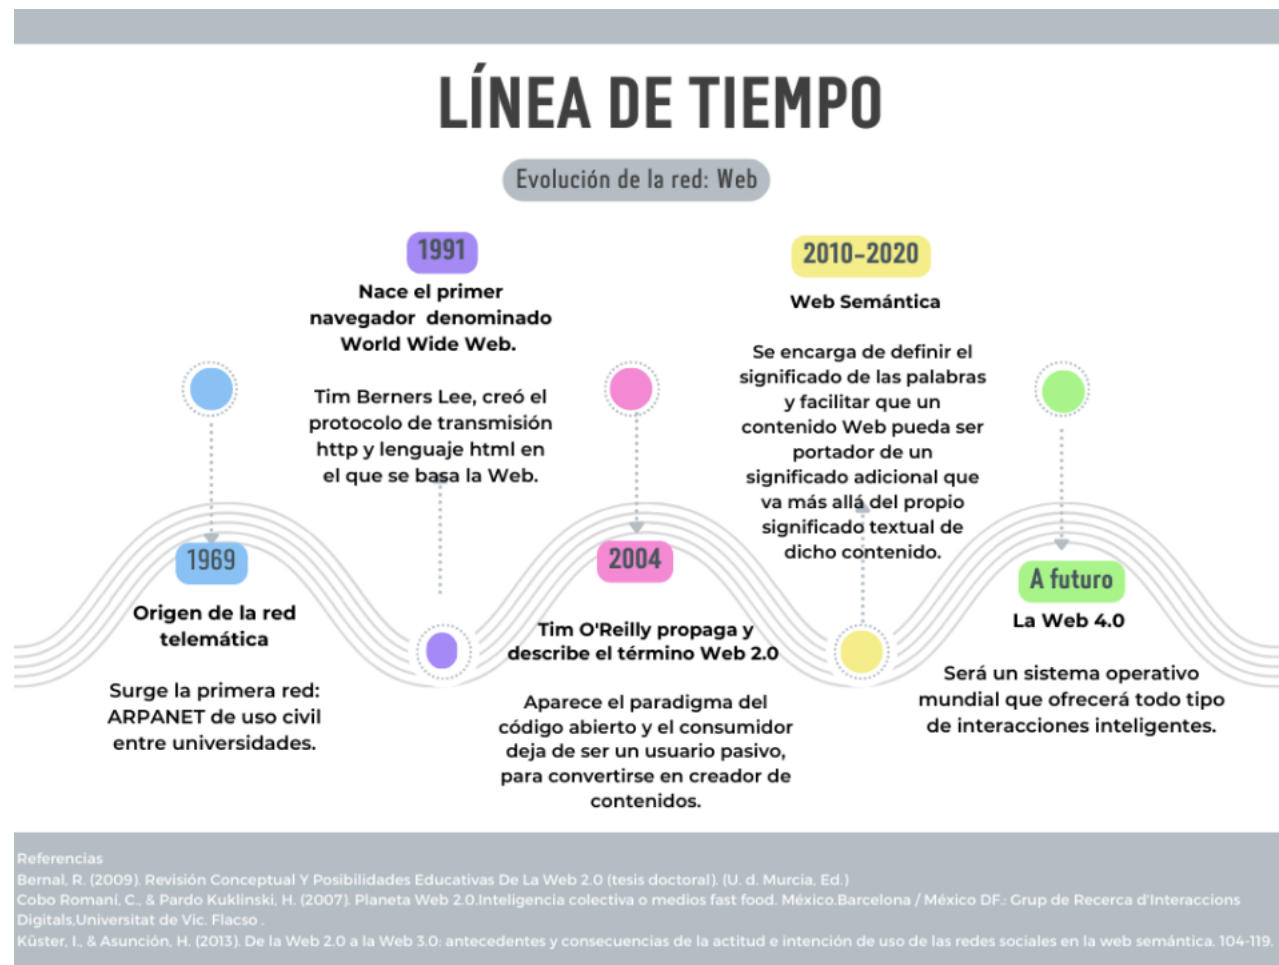 LÍNEA DE TIEMPO
Evolución de la red: Web
1969
Origen de la red
telemática
Surge la primera red:
ARPANET de uso civil
entre universidades.
1991
Nace el primer
navegador denominado
World Wide Web.
Tim Berners Lee, creó el
protocolo de transmisión
http y lenguaje html en
el que se basa la Web.
2004
Tim O'Reilly propaga y
describe el término Web 2.0
Aparece el paradigma del
código abierto y el consumidor
deja de ser un usuario pasivo,
para convertirse en creador de
contenidos.
2010-2020
Web Semántica
Se encarga de definir el
significado de las palabras
y facilitar que un
contenido Web pueda ser
portador de un
significado adicional que
va más allá del propio
significado textual de
dicho contenido.
A futuro
La Web 4.0
Será un sistema operativo
mundial que ofrecerá todo tipo
de interacciones inteligentes.
Referencias
Bernal, R. (2009). Revisión Conceptual Y Posibilidades Educativas De La Web 2.0 (tesis doctoral). (U. d. Murcia, Ed.)
Cobo Romaní, C., & Pardo Kuklinski, H. (2007). Planeta Web 2.0.Inteligencia colectiva o medios fast food. México.Barcelona / México DF.: Grup de Recerca d'Interaccions
Digitals,Universitat de Vic. Flacso .
Küster, I., & Asunción, H. (2013). De la Web 2.0 a la Web 3.0: antecedentes y consecuencias de la actitud e intención de uso de las redes sociales en la web semántica. 104-119.